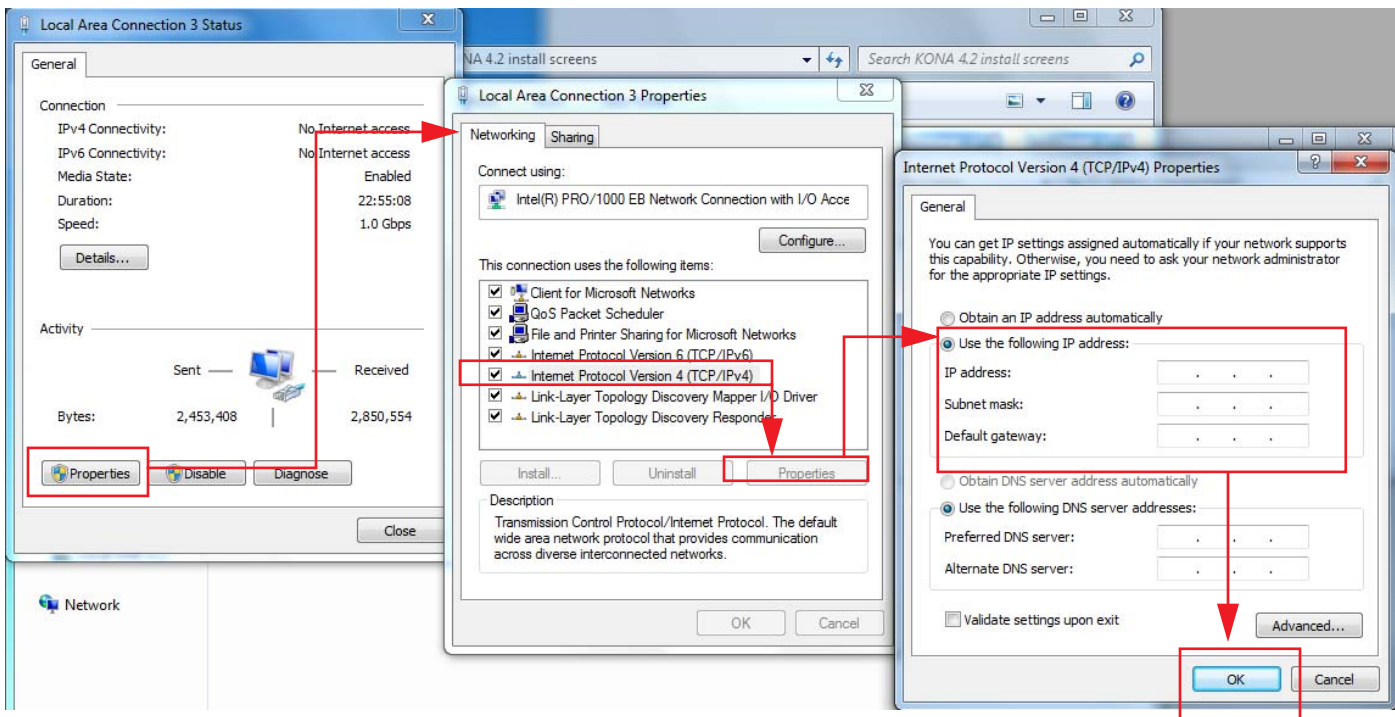 Local Area Connection 3 Status
General
Connection
IPv4 Connectivity: No Internet access
IPv6 Connectivity: No Internet access
Media State: Enabled
Duration: 22:55:08
Speed: 1.0 Gbps
Details...
Activity
Sent Received
Bytes: 2,453,408 2,850,554
Properties Disable Diagnose
Close
Network
NA 4.2 install screens
Search KONA 4.2 install screens
Local Area Connection 3 Properties
Networking Sharing
Connect using:
Intel(R) PRO/1000 EB Network Connection with I/O Acce
Configure...
This connection uses the following items:
Client for Microsoft Networks
QoS Packet Scheduler
File and Printer Sharing for Microsoft Networks
Internet Protocol Version 6 (TCP/IPv6)
Internet Protocol Version 4 (TCP/IPv4)
Link-Layer Topology Discovery Mapper I/O Driver
Link-Layer Topology Discovery Responder
Install... Uninstall Properties
Description
Transmission Control Protocol/Internet Protocol. The default
wide area network protocol that provides communication
across diverse interconnected networks.
OK Cancel
Internet Protocol Version 4 (TCP/IPv4) Properties
General
You can get IP settings assigned automatically if your network supports
this capability. Otherwise, you need to ask your network administrator
for the appropriate IP settings.
Obtain an IP address automatically
Use the following IP address:
IP address: . . .
Subnet mask: . . .
Default gateway: . . .
Obtain DNS server address automatically
Use the following DNS server addresses:
Preferred DNS server: . . .
Alternate DNS server: . . .
Validate settings upon exit
Advanced...
OK Cancel